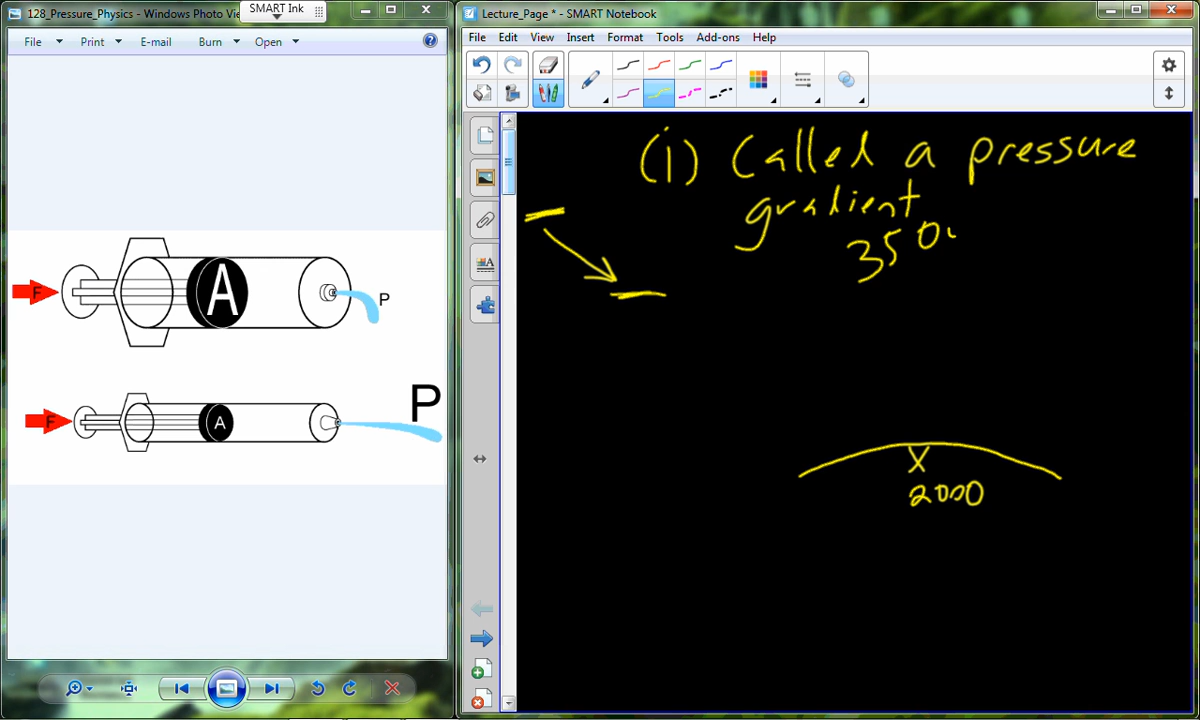 128_Pressure_Physics - Windows Photo Vie
SMART Ink
File Print E-mail Burn Open
F
A
P
F
A
P
Lecture_Page * - SMART Notebook
File Edit View Insert Format Tools Add-ons Help
(i) Called a pressure
gradient
350
X
2000